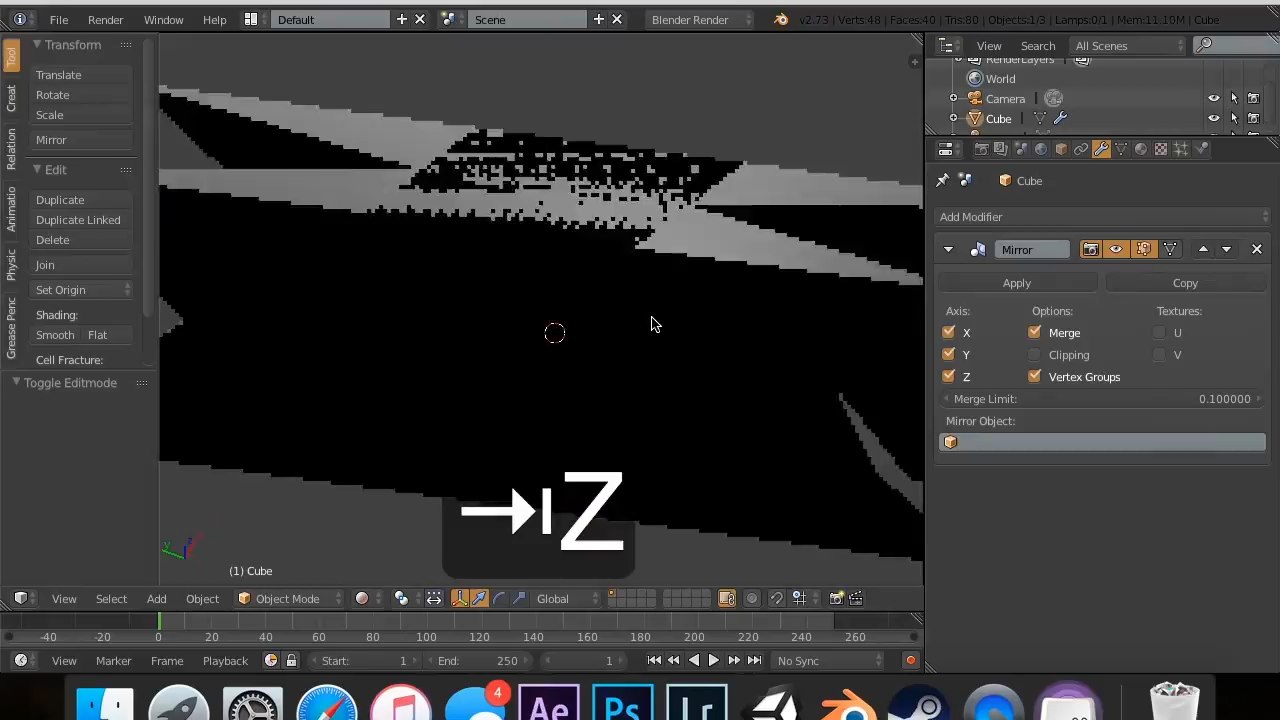 File Render Window Help Default Scene Blender Render v2.73 | Verts:48 | Faces:40 | Tris:80 | Objects:1/3 | Lamps:0/1 | Mem:11.10M | Cube
Tool
Creat
Relation
Animatio
Physic
Grease Penc
Transform
Translate
Rotate
Scale
Mirror
Edit
Duplicate
Duplicate Linked
Delete
Join
Set Origin
Shading:
Smooth Flat
Cell Fracture:
Toggle Editmode
Z
(1) Cube
View Select Add Object Object Mode Global
-40 -20 0 20 40 60 80 100 120 140 160 180 200 220 240 260
View Marker Frame Playback Start: 1 End: 250 1 No Sync
View Search All Scenes
RenderLayers
World
Camera
Cube
Cube
Add Modifier
Mirror
Apply Copy
Axis: Options: Textures:
X Merge U
Y Clipping V
Z Vertex Groups
Merge Limit: 0.100000
Mirror Object:
4
Ae Ps Lr